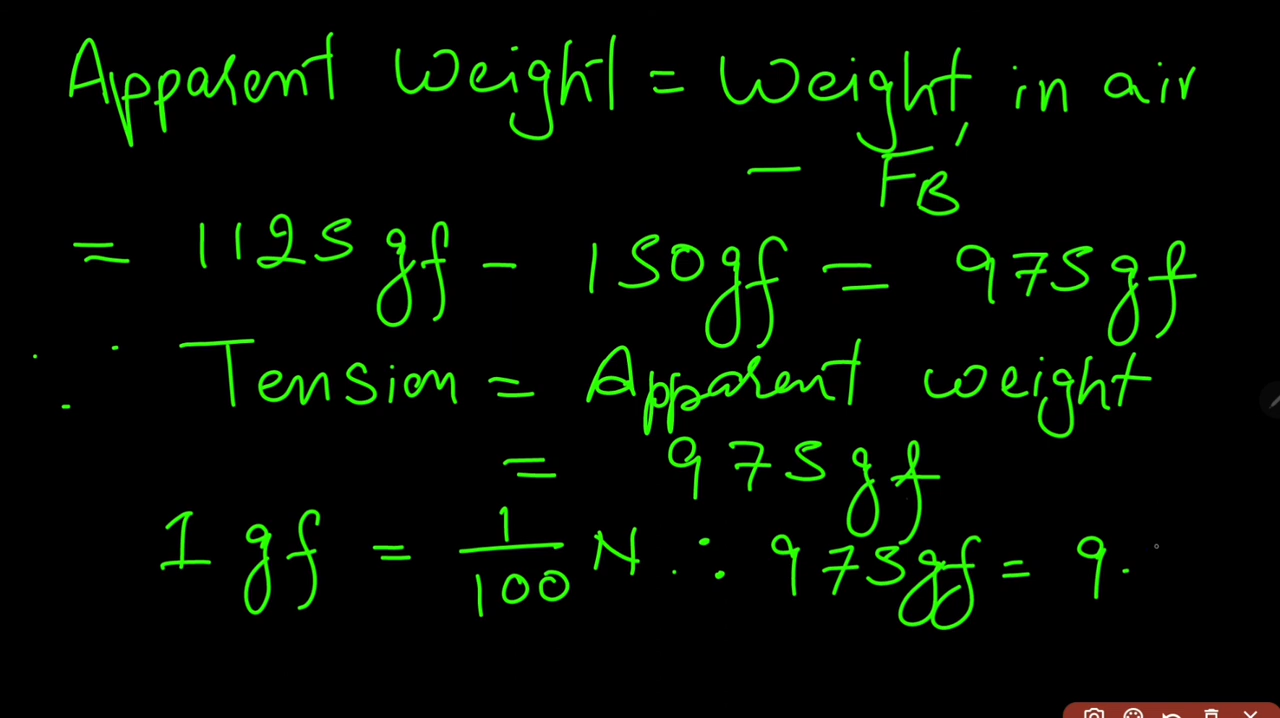 Apparent Weight = Weight in air
- FB
= 1125 gf - 150 gf = 975 gf
∴ Tension = Apparent weight
= 975 gf
1 gf = 1/100 N ∴ 975 gf = 9.